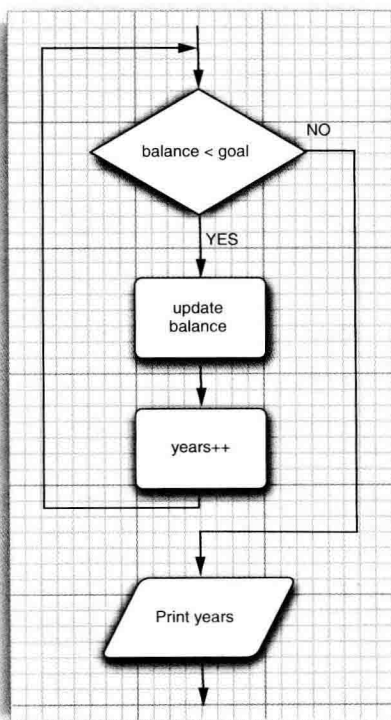 balance < goal
NO
YES
update
balance
years++
Print years